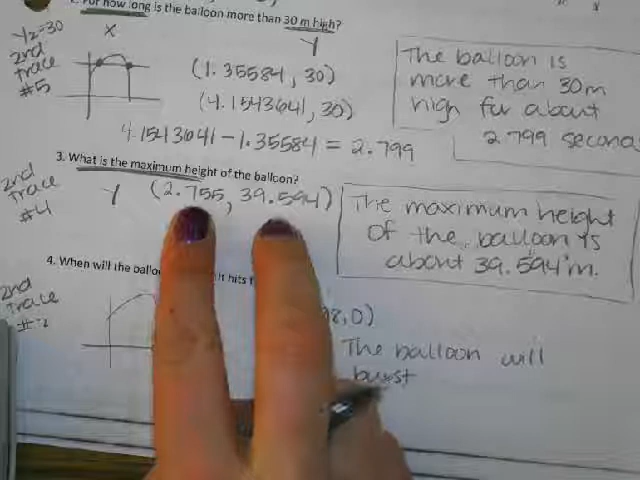 For how long is the balloon more than 30 m high?
Y2=30
X
Y
2nd
trace
#5
(1.35584, 30)
(4.1543641, 30)
4.1543641 - 1.35584 = 2.799
The balloon is
more than 30m
high for about
2.799 seconds
3. What is the maximum height of the balloon?
2nd
Trace
#4
Y
(2.755, 39.594)
The maximum height
of the balloon is
about 39.594 m.
4. When will the
it hits
2nd
Trace
, 0)
The balloon will
burst